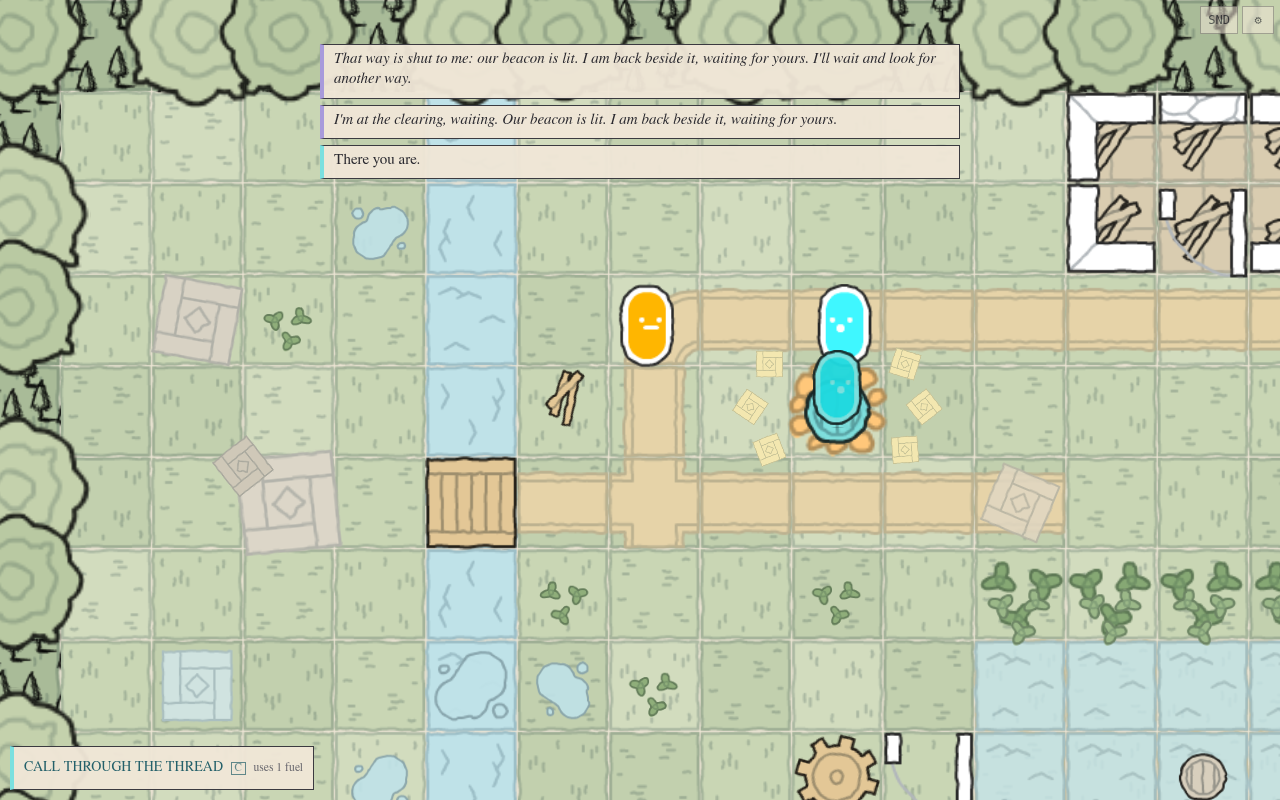 SND ⚙
That way is shut to me: our beacon is lit. I am back beside it, waiting for yours. I'll wait and look for
another way.
I'm at the clearing, waiting. Our beacon is lit. I am back beside it, waiting for yours.
There you are.
CALL THROUGH THE THREAD C uses 1 fuel